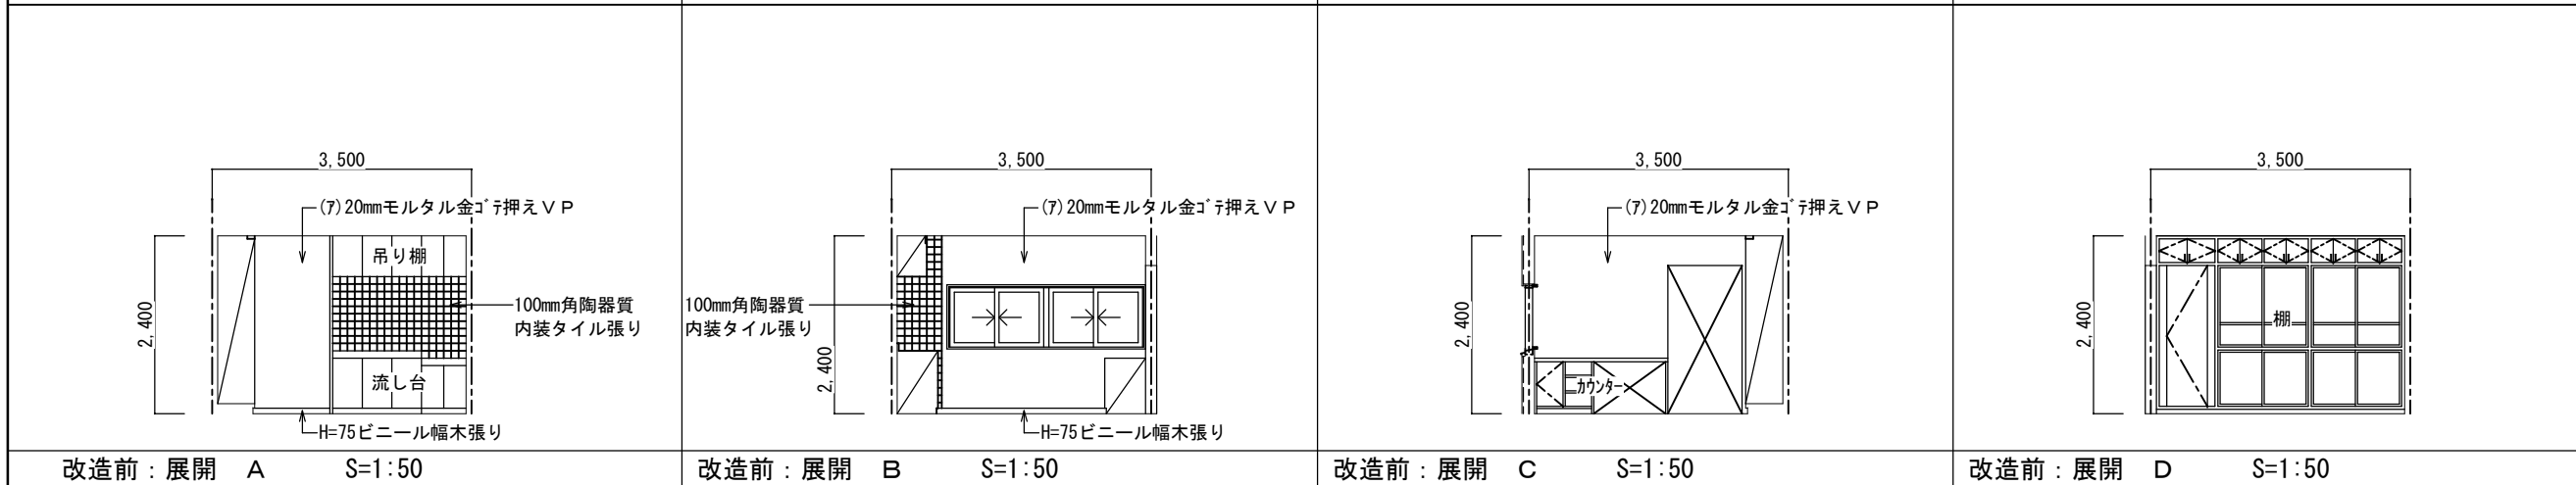 3,500
(ｱ)20mmモルタル金ｺﾞﾃ押えＶＰ
吊り棚
2,400
100mm角陶器質
内装タイル張り
流し台
H=75ビニール幅木張り
改造前：展開　Ａ　S=1:50
3,500
(ｱ)20mmモルタル金ｺﾞﾃ押えＶＰ
100mm角陶器質
内装タイル張り
2,400
H=75ビニール幅木張り
改造前：展開　Ｂ　S=1:50
3,500
(ｱ)20mmモルタル金ｺﾞﾃ押えＶＰ
2,400
ｶｳﾝﾀｰ
改造前：展開　Ｃ　S=1:50
3,500
2,400
棚
改造前：展開　Ｄ　S=1:50